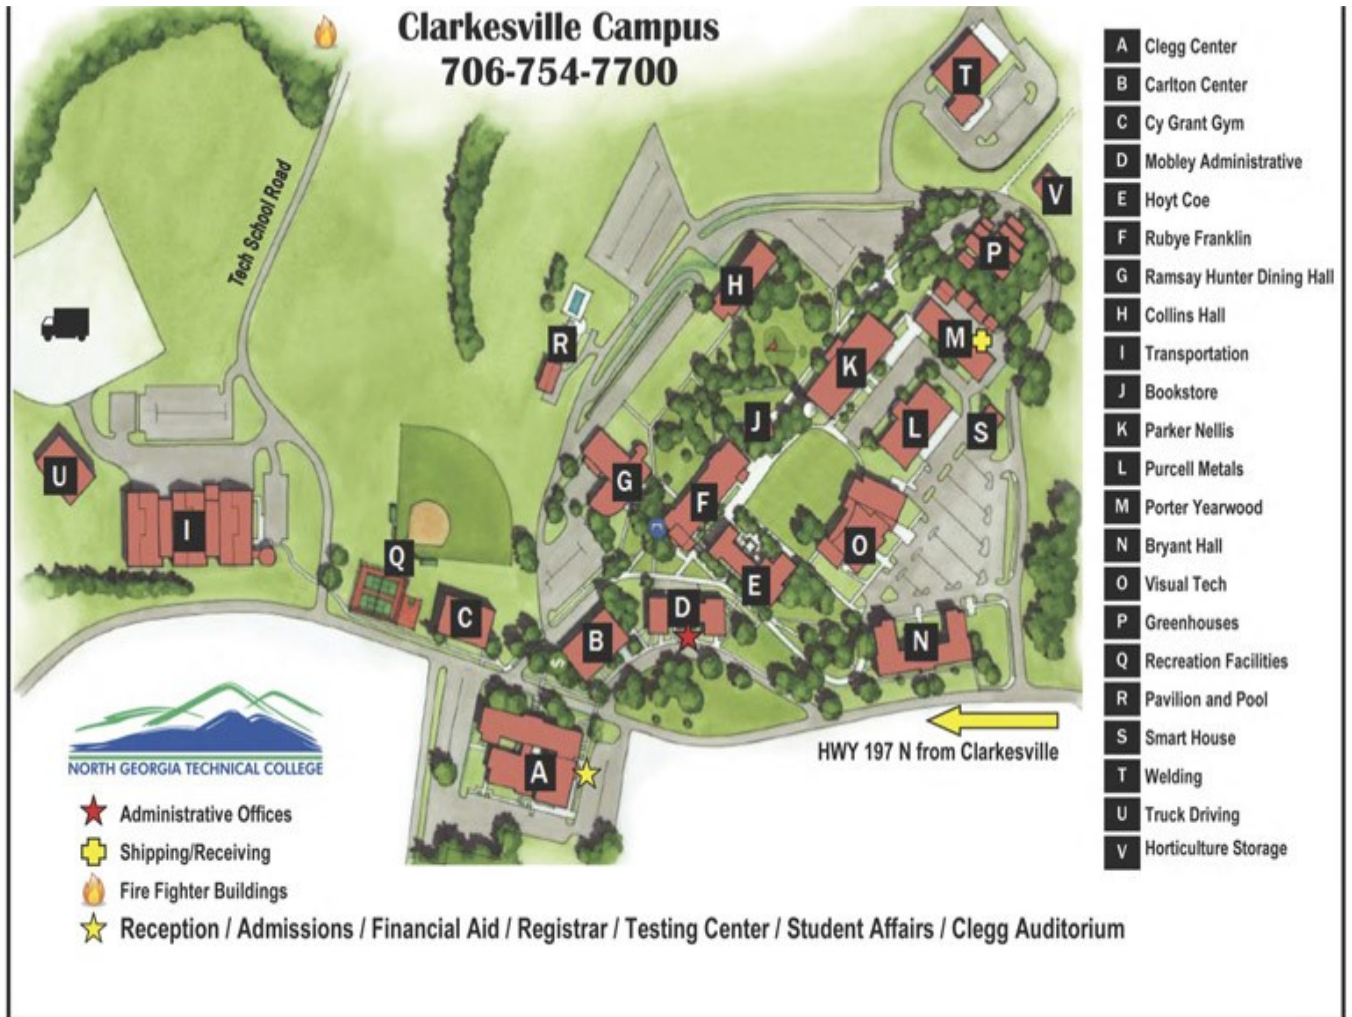 Clarkesville Campus
706-754-7700
Tech School Road
T
V
P
H
M
R
K
J
L
S
U
G
F
I
O
Q
E
C
D
B
N
A
HWY 197 N from Clarkesville
NORTH GEORGIA TECHNICAL COLLEGE
Administrative Offices
Shipping/Receiving
Fire Fighter Buildings
Reception / Admissions / Financial Aid / Registrar / Testing Center / Student Affairs / Clegg Auditorium
A Clegg Center
B Carlton Center
C Cy Grant Gym
D Mobley Administrative
E Hoyt Coe
F Rubye Franklin
G Ramsay Hunter Dining Hall
H Collins Hall
I Transportation
J Bookstore
K Parker Nellis
L Purcell Metals
M Porter Yearwood
N Bryant Hall
O Visual Tech
P Greenhouses
Q Recreation Facilities
R Pavilion and Pool
S Smart House
T Welding
U Truck Driving
V Horticulture Storage